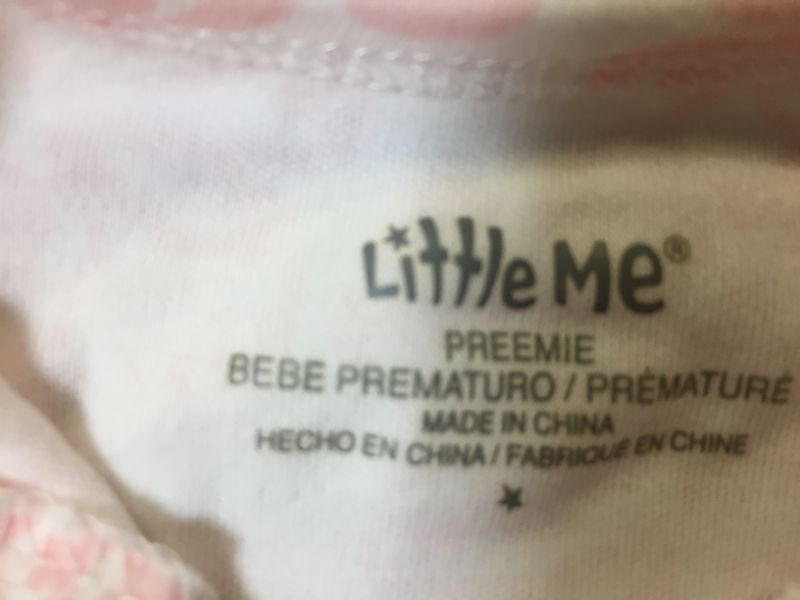 Little Me®
PREEMIE
BEBE PREMATURO / PRÉMATURÉ
MADE IN CHINA
HECHO EN CHINA / FABRIQUÉ EN CHINE